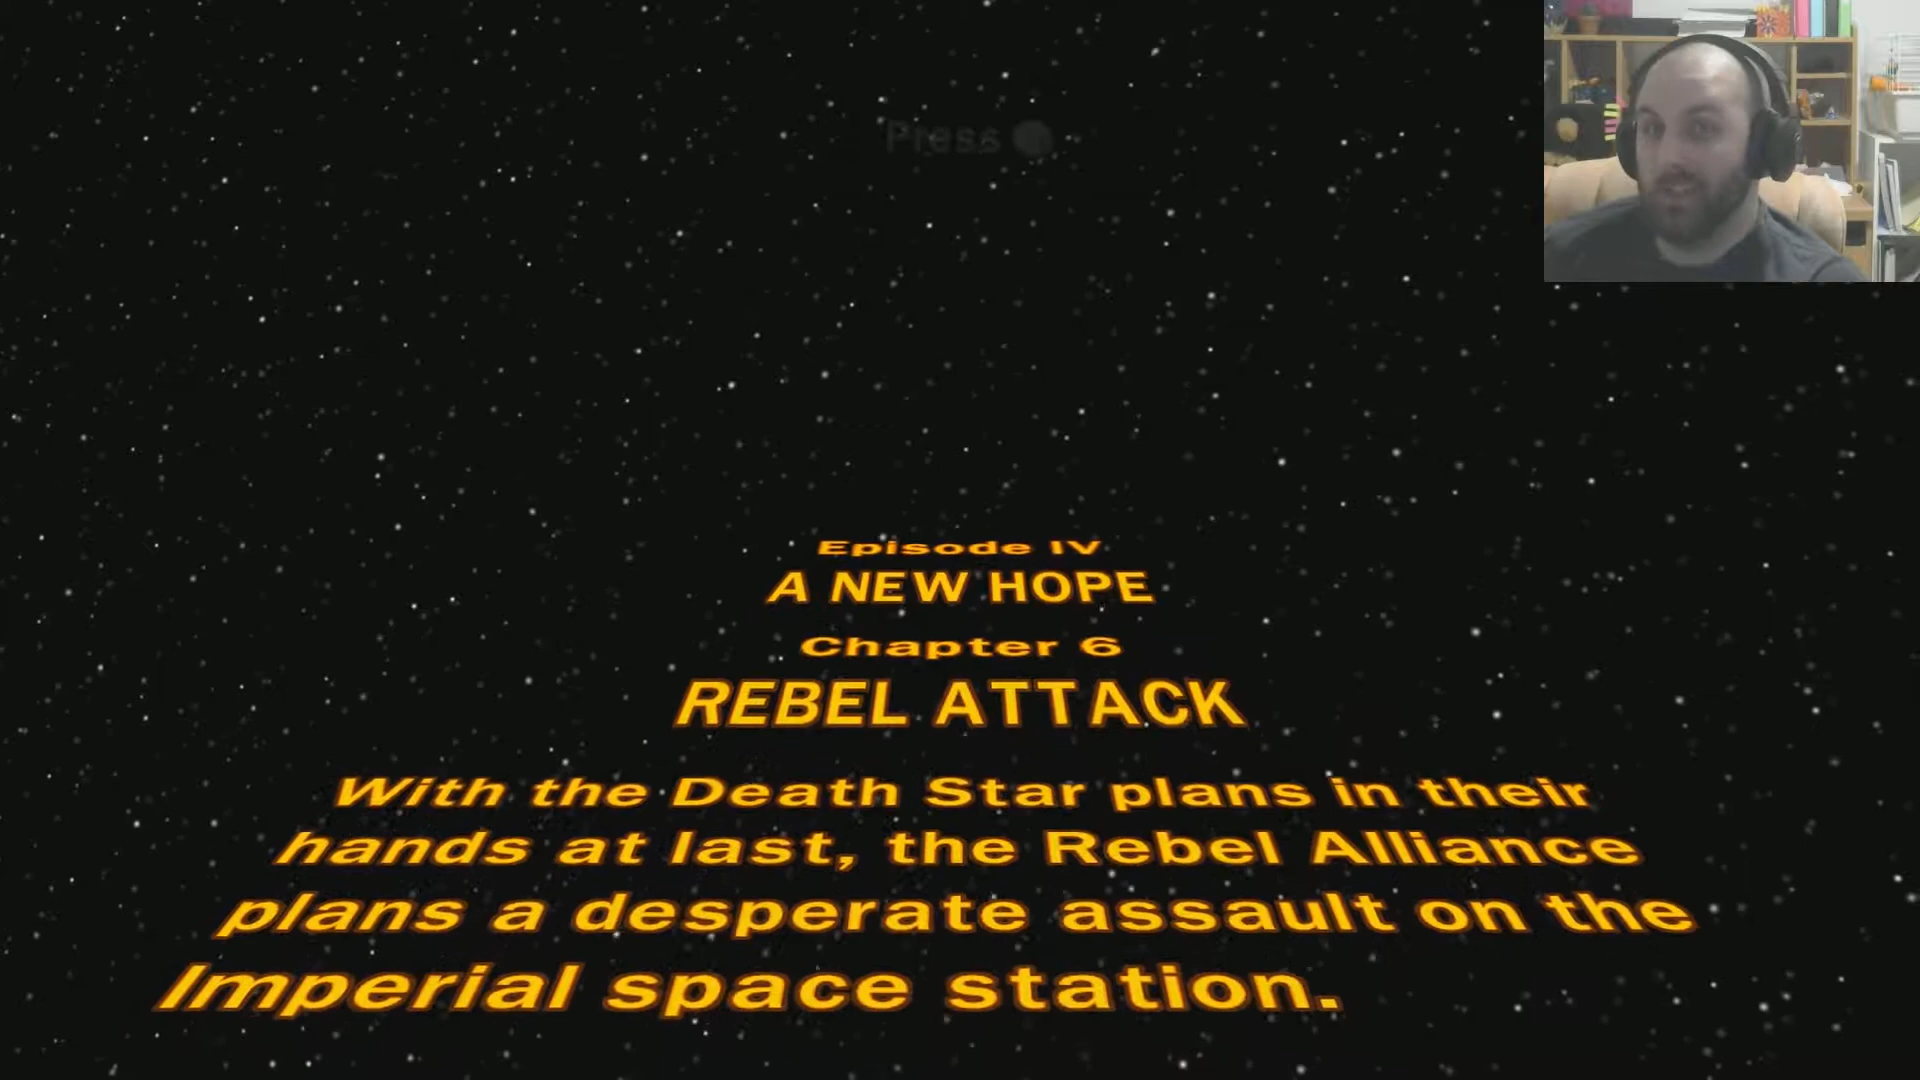 Press
Episode IV
A NEW HOPE
Chapter 6
REBEL ATTACK
With the Death Star plans in their
hands at last, the Rebel Alliance
plans a desperate assault on the
Imperial space station.